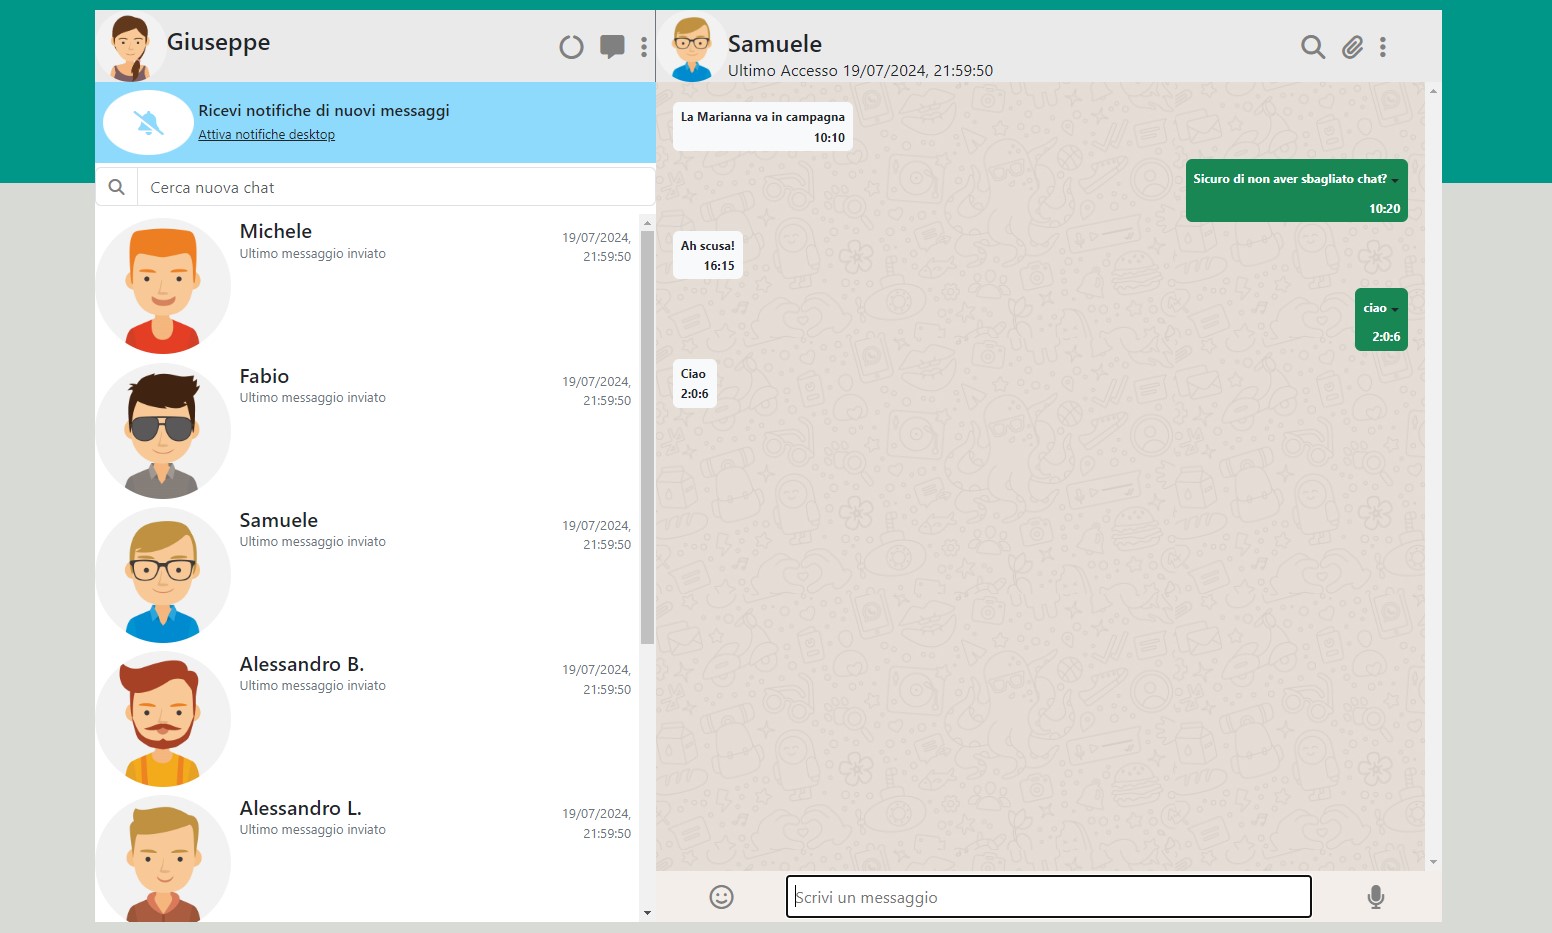 Giuseppe
Ricevi notifiche di nuovi messaggi
Attiva notifiche desktop
Cerca nuova chat
Michele
Ultimo messaggio inviato
19/07/2024,
21:59:50
Fabio
Ultimo messaggio inviato
19/07/2024,
21:59:50
Samuele
Ultimo messaggio inviato
19/07/2024,
21:59:50
Alessandro B.
Ultimo messaggio inviato
19/07/2024,
21:59:50
Alessandro L.
Ultimo messaggio inviato
19/07/2024,
21:59:50
Samuele
Ultimo Accesso 19/07/2024, 21:59:50
La Marianna va in campagna
10:10
Sicuro di non aver sbagliato chat?
10:20
Ah scusa!
16:15
ciao
2:0:6
Ciao
2:0:6
Scrivi un messaggio